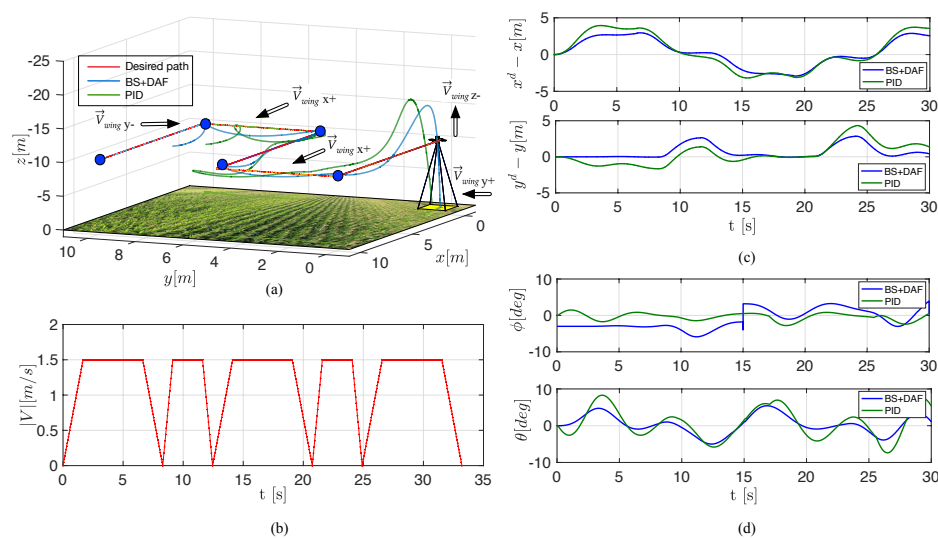 (a)
-25
-20
-15
-10
-5
0
z[m]
Desired path
BS+DAF
PID
V wing y-
V wing x+
V wing x+
V wing z-
V wing y+
10
8
6
4
2
0
y[m]
10
5
0
x[m]
(a)
2
1.5
1
0.5
0
|V|[m/s]
0 5 10 15 20 25 30 35
t [s]
(b)
5
0
-5
x^d − x[m]
BS+DAF
PID
0 5 10 15 20 25 30
5
0
-5
y^d − y[m]
BS+DAF
PID
0 5 10 15 20 25 30
t [s]
(c)
10
0
-10
ϕ[deg]
BS+DAF
PID
0 5 10 15 20 25 30
10
0
-10
θ[deg]
BS+DAF
PID
0 5 10 15 20 25 30
t [s]
(d)